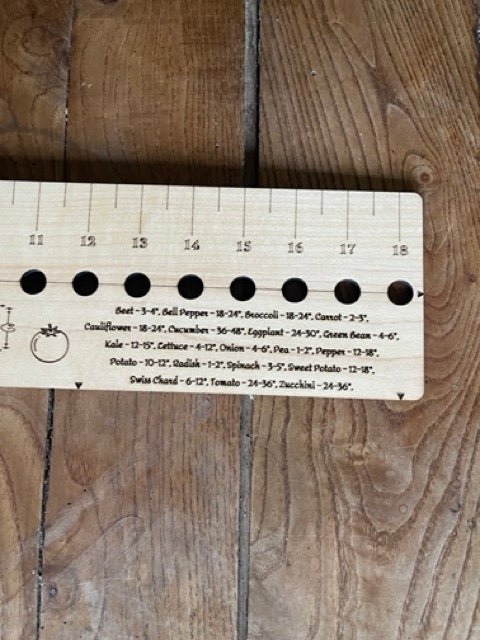 11 12 13 14 15 16 17 18
Beet - 3-4", Bell Pepper - 18-24", Broccoli - 18-24", Carrot - 2-3",
Cauliflower - 18-24", Cucumber - 36-48", Eggplant - 24-30", Green Bean - 4-6",
Kale - 12-15", Lettuce - 4-12", Onion - 4-6", Pea - 1-2", Pepper - 12-18",
Potato - 10-12", Radish - 1-2", Spinach - 3-5", Sweet Potato - 12-18",
Swiss Chard - 6-12", Tomato - 24-36", Zucchini - 24-36",